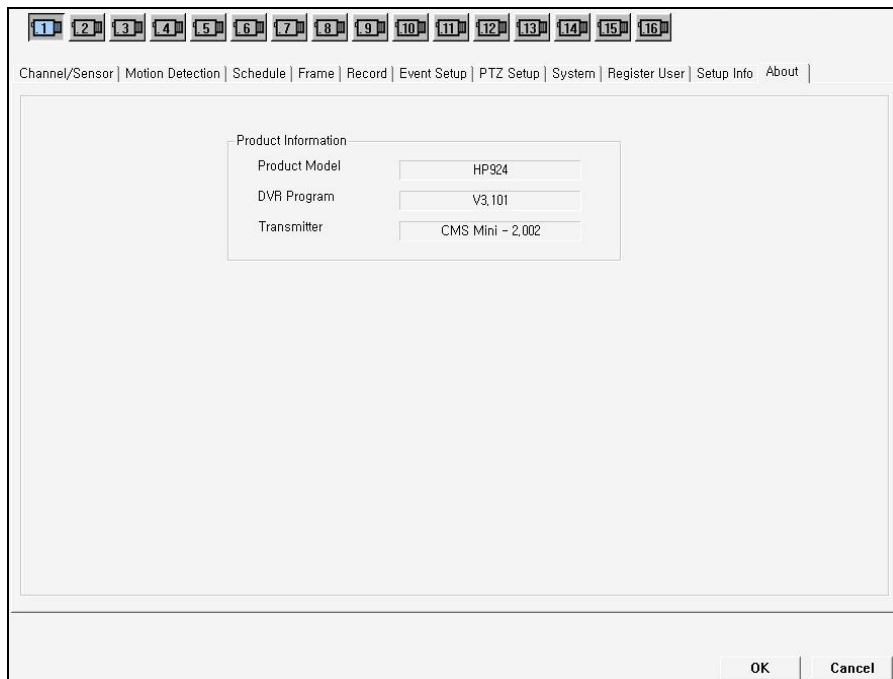 1 2 3 4 5 6 7 8 9 10 11 12 13 14 15 16
Channel/Sensor Motion Detection Schedule Frame Record Event Setup PTZ Setup System Register User Setup Info About
Product Information
Product Model HP924
DVR Program V3,101
Transmitter CMS Mini - 2,002
OK Cancel